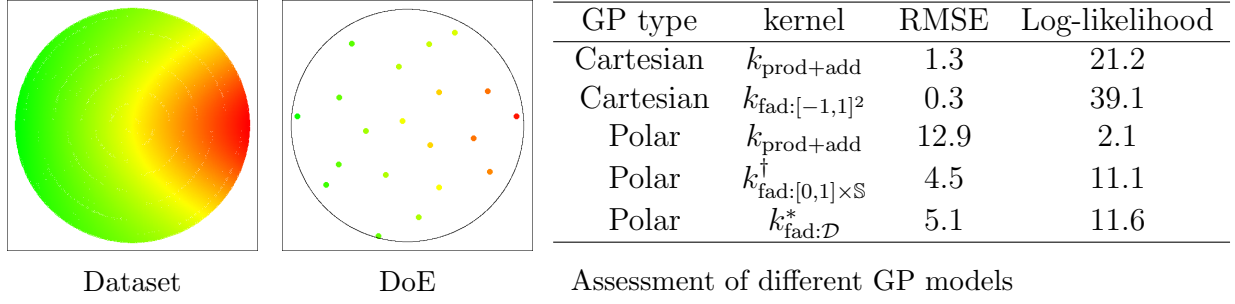 GP type kernel RMSE Log-likelihood
Cartesian k_prod+add 1.3 21.2
Cartesian k_fad:[−1,1]² 0.3 39.1
Polar k_prod+add 12.9 2.1
Polar k†_fad:[0,1]×𝕊 4.5 11.1
Polar k*_fad:𝒟 5.1 11.6
Dataset DoE Assessment of different GP models